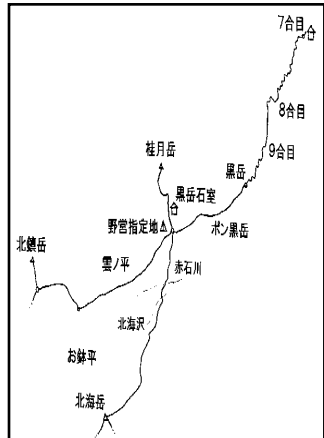 7合目
8合目
9合目
桂月岳
黒岳
黒岳石室
野営指定地
ポン黒岳
北鎮岳
雲ノ平
赤石川
北海沢
お鉢平
北海岳